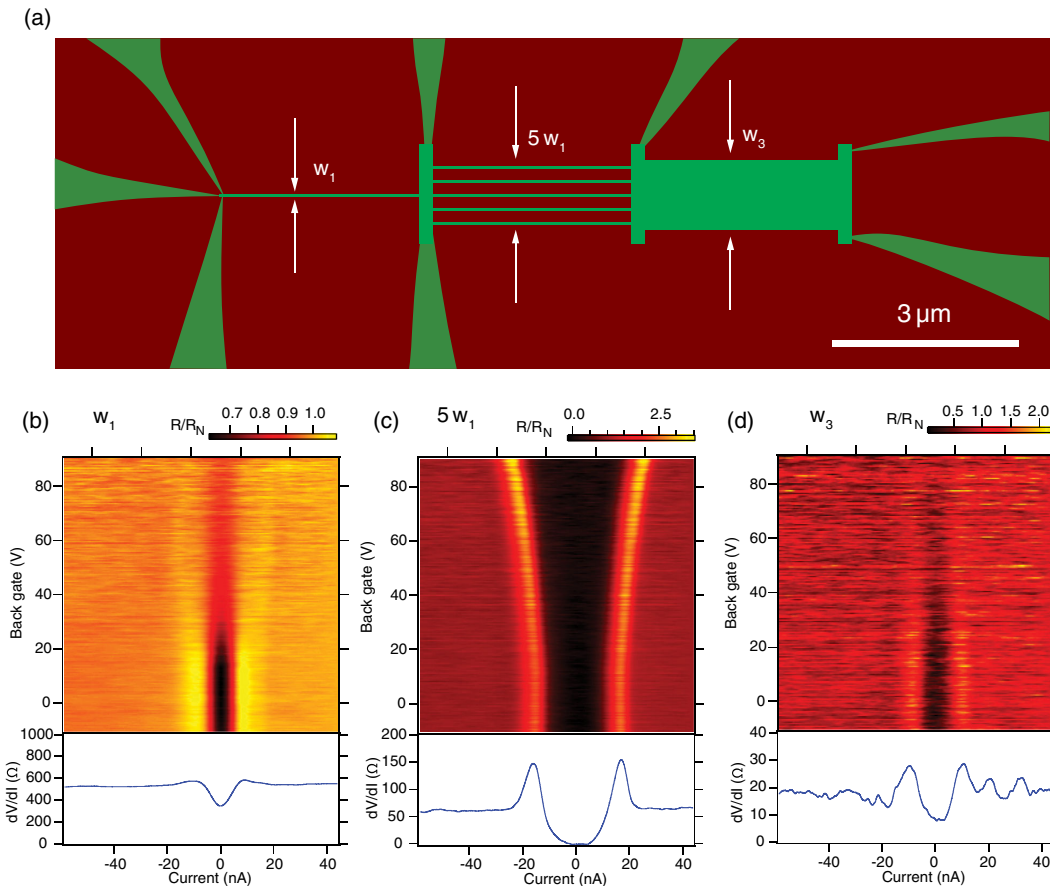 (a)
w1
5 w1
w3
3 µm
(b)
w1
R/RN
0.7 0.8 0.9 1.0
Back gate (V)
80
60
40
20
0
dV/dI (Ω)
1000
800
600
400
200
0
-40 -20 0 20 40
Current (nA)
(c)
5 w1
R/RN
0.0 2.5
Back gate (V)
80
60
40
20
0
dV/dI (Ω)
200
150
100
50
0
-40 -20 0 20 40
Current (nA)
(d)
w3
R/RN
0.5 1.0 1.5 2.0
Back gate (V)
80
60
40
20
0
dV/dI (Ω)
40
30
20
10
0
-40 -20 0 20 40
Current (nA)